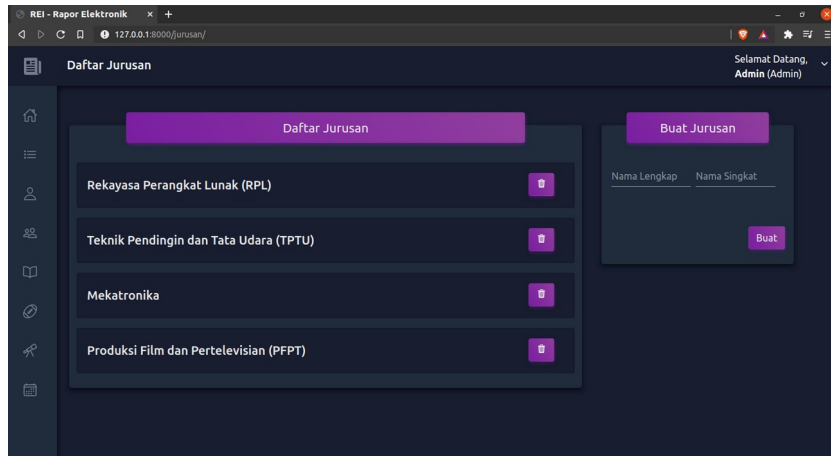 REI - Rapor Elektronik
127.0.0.1:8000/jurusan/
Daftar Jurusan
Selamat Datang,
Admin (Admin)
Daftar Jurusan
Rekayasa Perangkat Lunak (RPL)
Teknik Pendingin dan Tata Udara (TPTU)
Mekatronika
Produksi Film dan Pertelevisian (PFPT)
Buat Jurusan
Nama Lengkap Nama Singkat
Buat